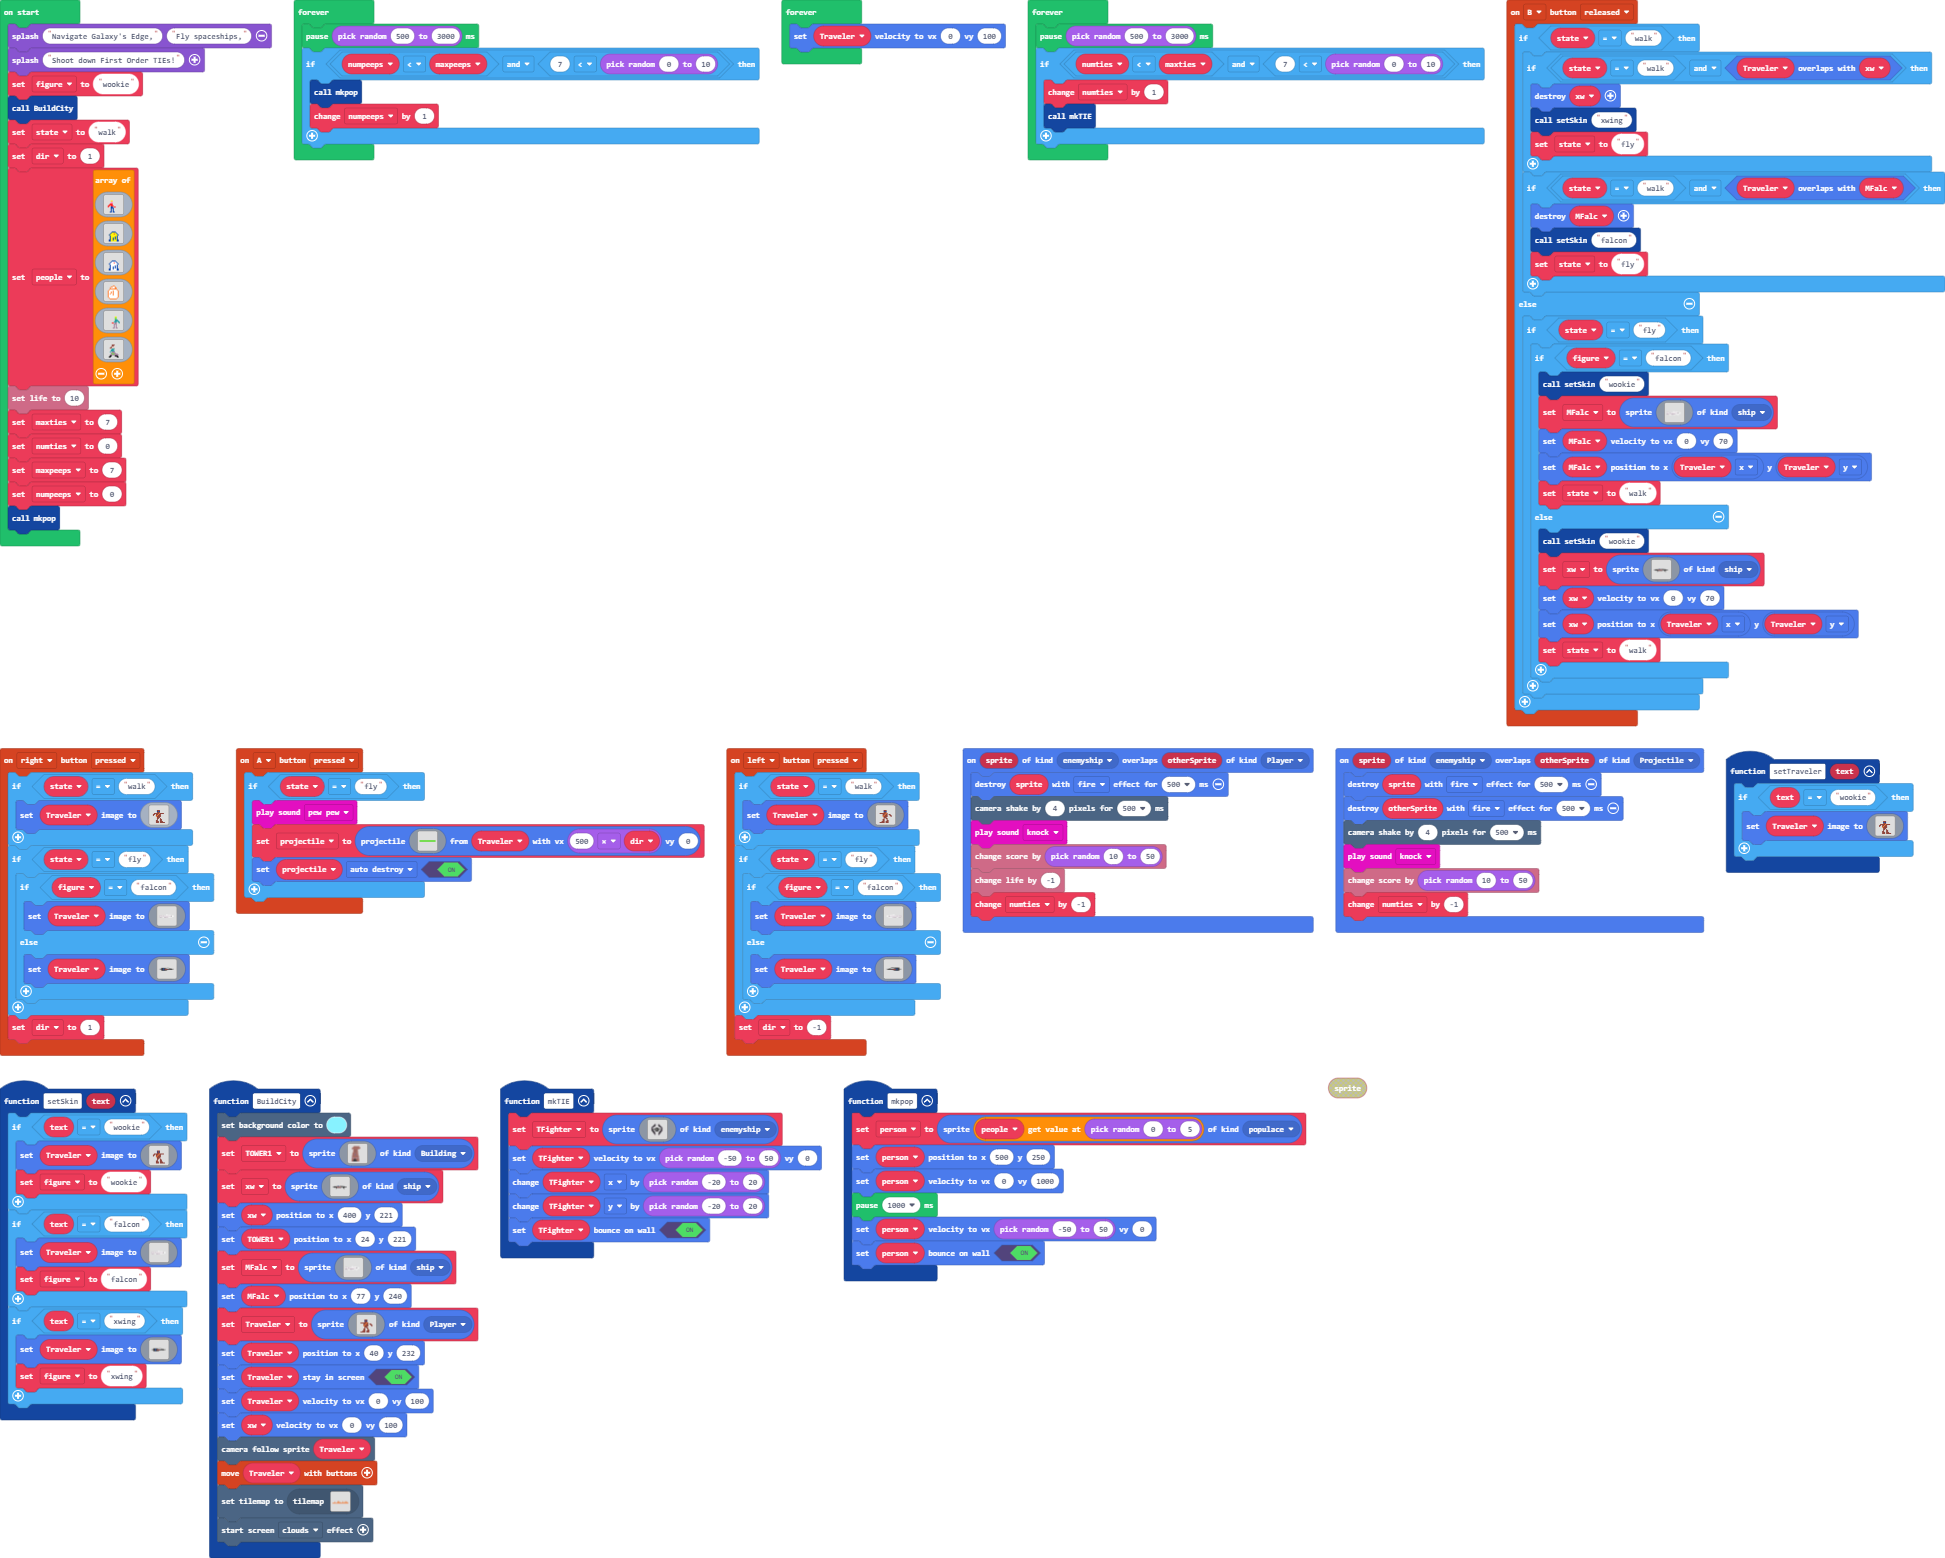 on start
splash "Navigate Galaxy's Edge," "Fly spaceships,"
splash "Shoot down First Order TIEs!"
set figure to "wookie"
call BuildCity
set state to "walk"
set dir to 1
set people to array of
set life to 10
set maxties to 7
set numties to 0
set maxpeeps to 7
set numpeeps to 0
call mkpop
forever
pause pick random 500 to 3000 ms
if numpeeps < maxpeeps and 7 < pick random 0 to 10 then
call mkpop
change numpeeps by 1
forever
set Traveler velocity to vx 0 vy 100
forever
pause pick random 500 to 3000 ms
if numties < maxties and 7 < pick random 0 to 10 then
change numties by 1
call mkTIE
on B button released
if state = "walk" then
if state = "walk" and Traveler overlaps with xw then
destroy xw
call setSkin "xwing"
set state to "fly"
if state = "walk" and Traveler overlaps with MFalc then
destroy MFalc
call setSkin "falcon"
set state to "fly"
else
if state = "fly" then
if figure = "falcon" then
call setSkin "wookie"
set MFalc to sprite of kind ship
set MFalc velocity to vx 0 vy 70
set MFalc position to x Traveler x y Traveler y
set state to "walk"
else
call setSkin "wookie"
set xw to sprite of kind ship
set xw velocity to vx 0 vy 70
set xw position to x Traveler x y Traveler y
set state to "walk"
on right button pressed
if state = "walk" then
set Traveler image to
if state = "fly" then
if figure = "falcon" then
set Traveler image to
else
set Traveler image to
set dir to 1
on A button pressed
if state = "fly" then
play sound pew pew
set projectile to projectile from Traveler with vx 500 × dir vy 0
set projectile auto destroy ON
on left button pressed
if state = "walk" then
set Traveler image to
if state = "fly" then
if figure = "falcon" then
set Traveler image to
else
set Traveler image to
set dir to -1
on sprite of kind enemyship overlaps otherSprite of kind Player
destroy sprite with fire effect for 500 ms
camera shake by 4 pixels for 500 ms
play sound knock
change score by pick random 10 to 50
change life by -1
change numties by -1
on sprite of kind enemyship overlaps otherSprite of kind Projectile
destroy sprite with fire effect for 500 ms
destroy otherSprite with fire effect for 500 ms
camera shake by 4 pixels for 500 ms
play sound knock
change score by pick random 10 to 50
change numties by -1
function setTraveler text
if text = "wookie" then
set Traveler image to
function setSkin text
if text = "wookie" then
set Traveler image to
set figure to "wookie"
if text = "falcon" then
set Traveler image to
set figure to "falcon"
if text = "xwing" then
set Traveler image to
set figure to "xwing"
function BuildCity
set background color to
set TOWER1 to sprite of kind Building
set xw to sprite of kind ship
set xw position to x 400 y 221
set TOWER1 position to x 24 y 221
set MFalc to sprite of kind ship
set MFalc position to x 77 y 240
set Traveler to sprite of kind Player
set Traveler position to x 40 y 232
set Traveler stay in screen ON
set Traveler velocity to vx 0 vy 100
set xw velocity to vx 0 vy 100
camera follow sprite Traveler
move Traveler with buttons
set tilemap to tilemap
start screen clouds effect
function mkTIE
set TFighter to sprite of kind enemyship
set TFighter velocity to vx pick random -50 to 50 vy 0
change TFighter x by pick random -20 to 20
change TFighter y by pick random -20 to 20
set TFighter bounce on wall ON
function mkpop
set person to sprite people get value at pick random 0 to 5 of kind populace
set person position to x 500 y 250
set person velocity to vx 0 vy 1000
pause 1000 ms
set person velocity to vx pick random -50 to 50 vy 0
set person bounce on wall ON
sprite